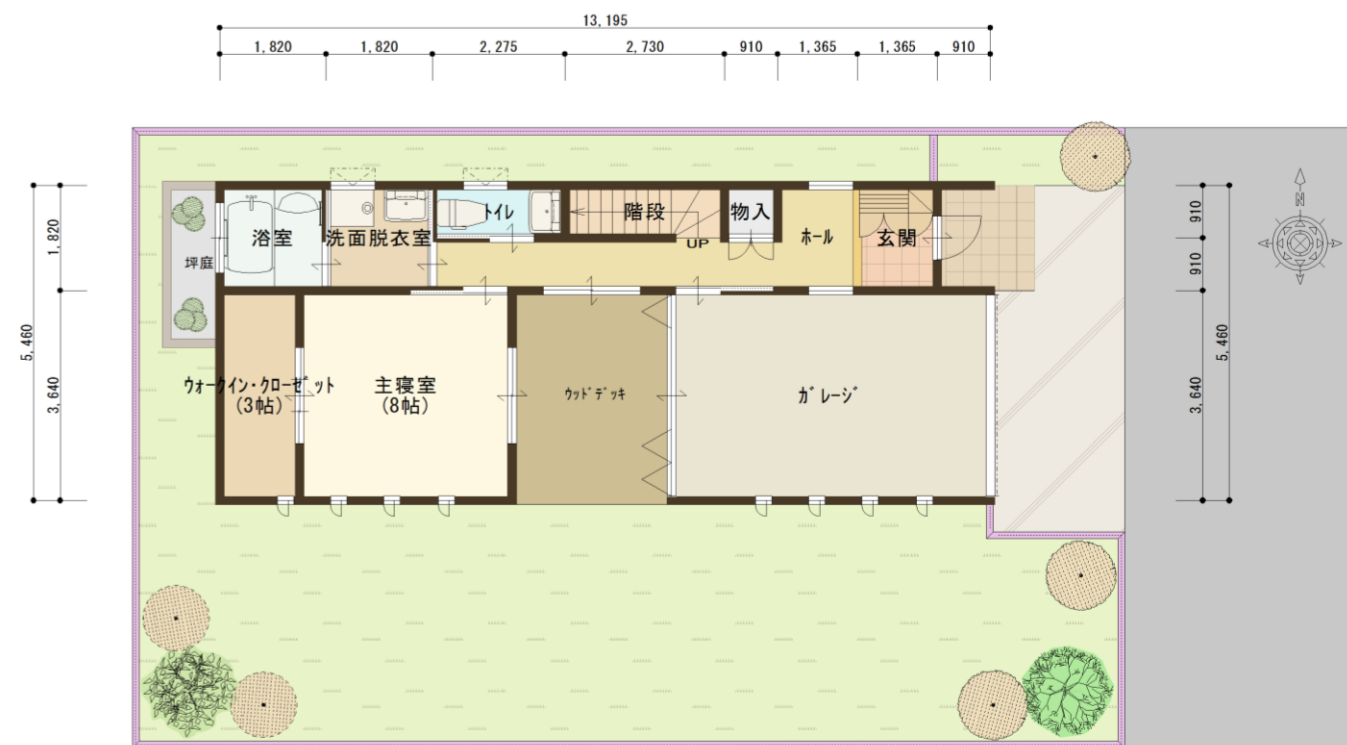 13,195
1,820
1,820
2,275
2,730
910
1,365
1,365
910
5,460
1,820
3,640
浴室
洗面脱衣室
トイレ
階段
UP
物入
ホール
玄関
坪庭
ウォークイン・クローゼット
(3帖)
主寝室
(8帖)
ウッドデッキ
ガレージ
910
910
3,640
5,460
N